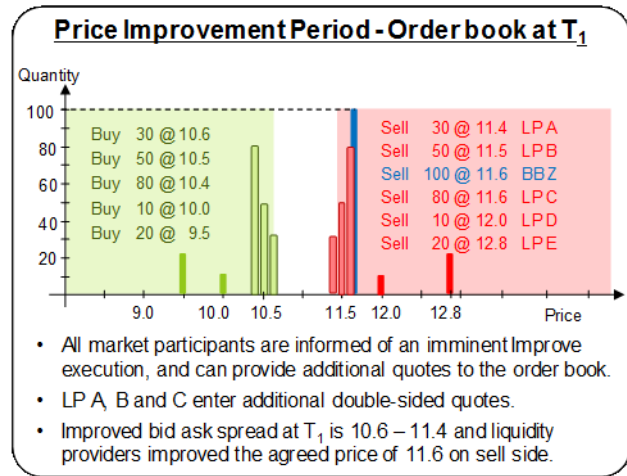 Price Improvement Period - Order book at T1
Quantity
100
80
60
40
20
Buy 30 @ 10.6
Buy 50 @ 10.5
Buy 80 @ 10.4
Buy 10 @ 10.0
Buy 20 @ 9.5
Sell 30 @ 11.4 LP A
Sell 50 @ 11.5 LP B
Sell 100 @ 11.6 BBZ
Sell 80 @ 11.6 LP C
Sell 10 @ 12.0 LP D
Sell 20 @ 12.8 LP E
9.0 10.0 10.5 11.5 12.0 12.8 Price
• All market participants are informed of an imminent Improve
execution, and can provide additional quotes to the order book.
• LP A, B and C enter additional double-sided quotes.
• Improved bid ask spread at T1 is 10.6 – 11.4 and liquidity
providers improved the agreed price of 11.6 on sell side.